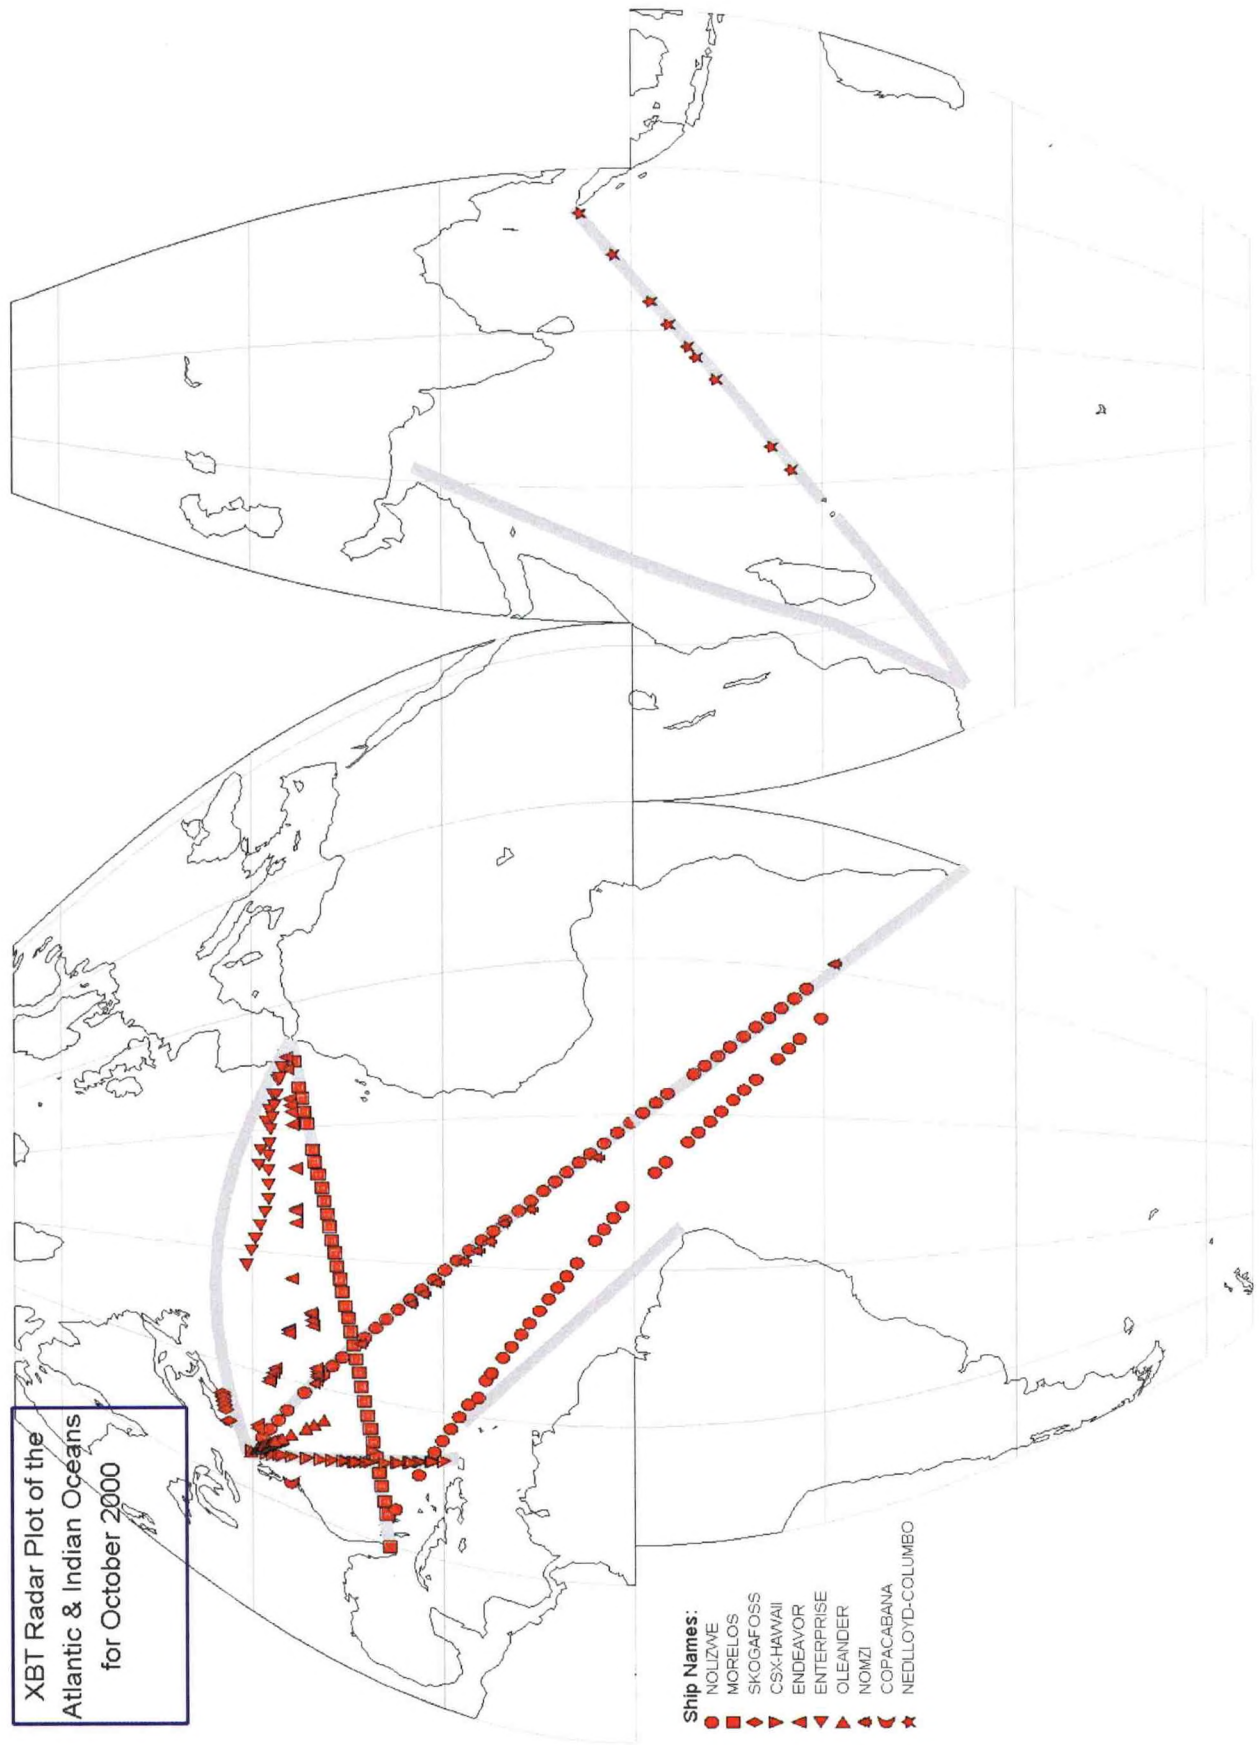 XBT Radar Plot of the
Atlantic & Indian Oceans
for October 2000
Ship Names:
NOLIZWE
MORELOS
SKOGAFOSS
CSX-HAWAII
ENDEAVOR
ENTERPRISE
OLEANDER
NOMZI
COPACABANA
NEDLLOYD-COLUMBO